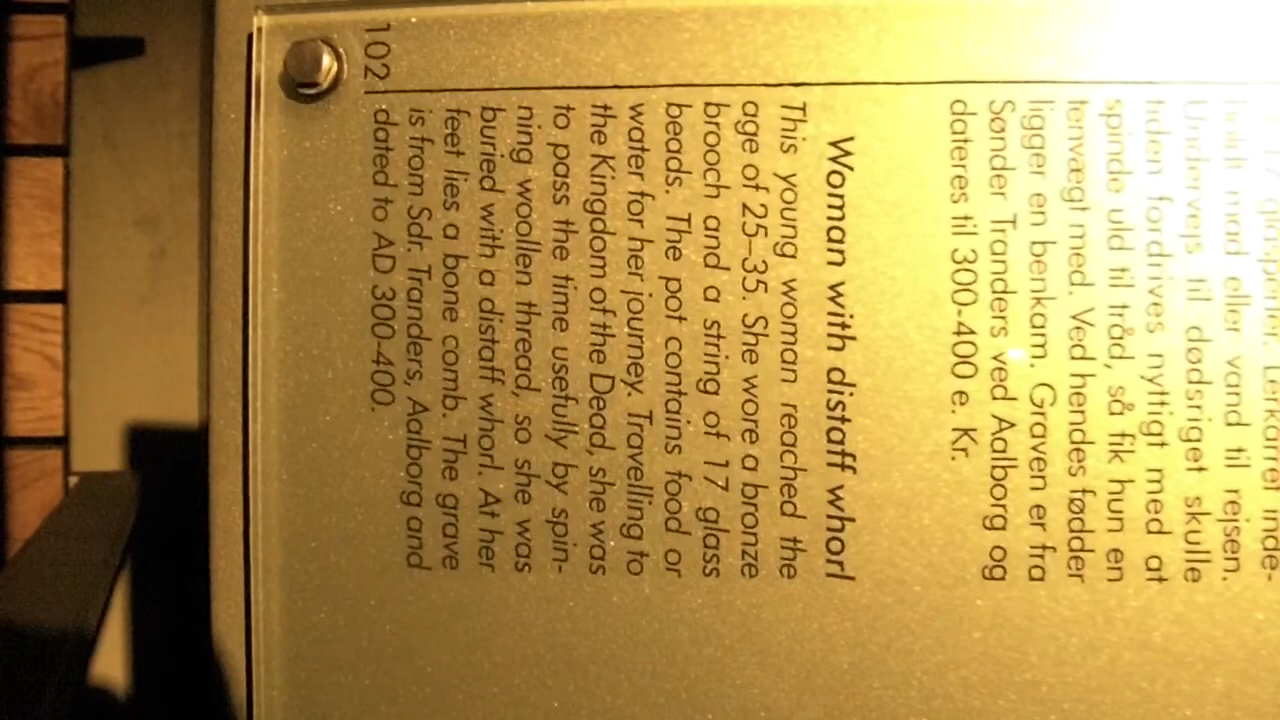 glasperler. Lerkarret inde-
holdt mad eller vand til rejsen.
Undervejs til dødsriget skulle
tiden fordrives nyttigt med at
spinde uld til tråd, så fik hun en
tenvægt med. Ved hendes fødder
ligger en benkam. Graven er fra
Sønder Tranders ved Aalborg og
dateres til 300-400 e. Kr.
Woman with distaff whorl
This young woman reached the
age of 25–35. She wore a bronze
brooch and a string of 17 glass
beads. The pot contains food or
water for her journey. Travelling to
the Kingdom of the Dead, she was
to pass the time usefully by spin-
ning woollen thread, so she was
buried with a distaff whorl. At her
feet lies a bone comb. The grave
is from Sdr. Tranders, Aalborg and
dated to AD 300-400.
102